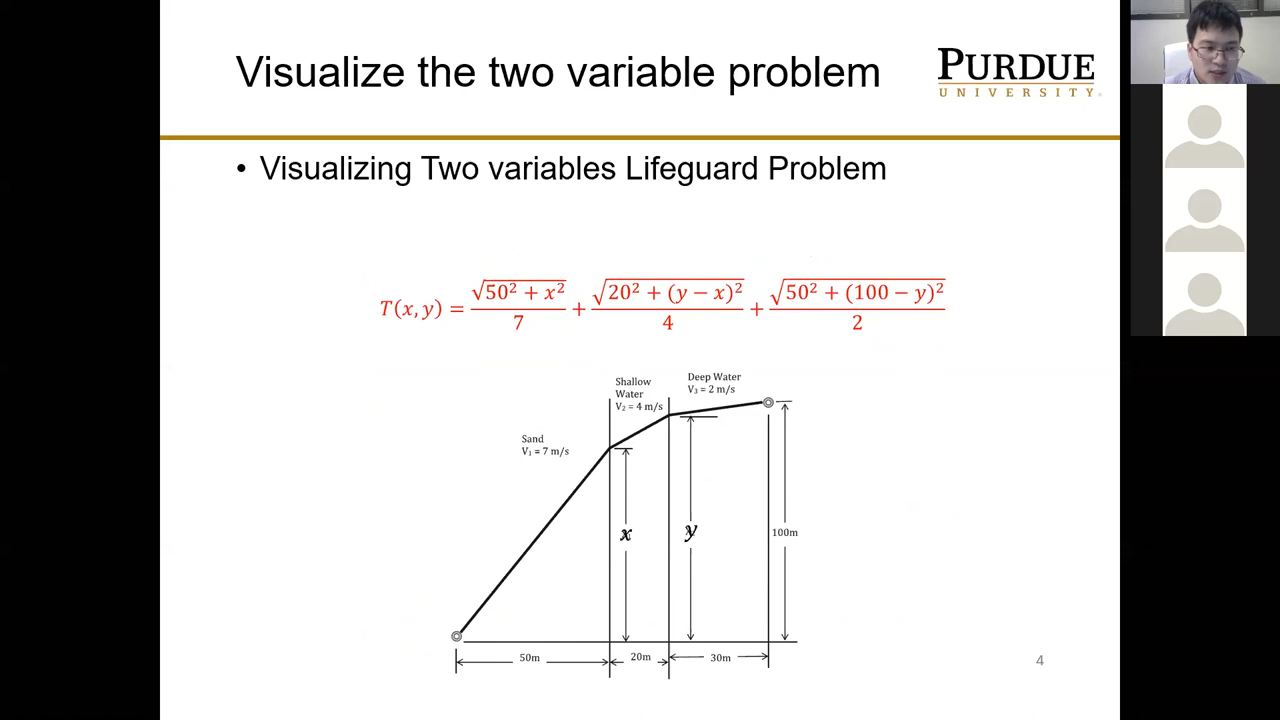 Visualize the two variable problem
PURDUE
UNIVERSITY
• Visualizing Two variables Lifeguard Problem
T(x, y) = √(50² + x²)/7 + √(20² + (y − x)²)/4 + √(50² + (100 − y)²)/2
Deep Water
V₃ = 2 m/s
Shallow
Water
V₂ = 4 m/s
Sand
V₁ = 7 m/s
x
y
100m
50m
20m
30m
4